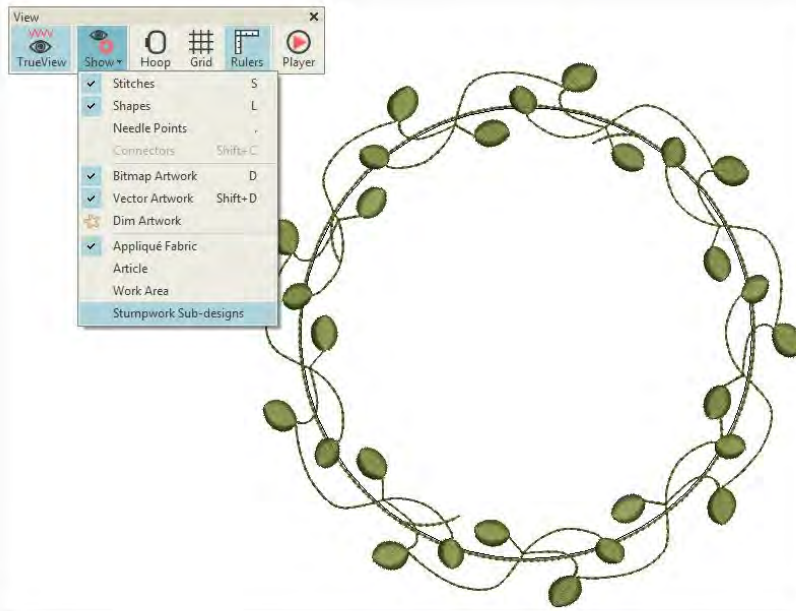 View
TrueView Show Hoop Grid Rulers Player
Stitches S
Shapes L
Needle Points .
Connectors Shift+C
Bitmap Artwork D
Vector Artwork Shift+D
Dim Artwork
Appliqué Fabric
Article
Work Area
Stumpwork Sub-designs